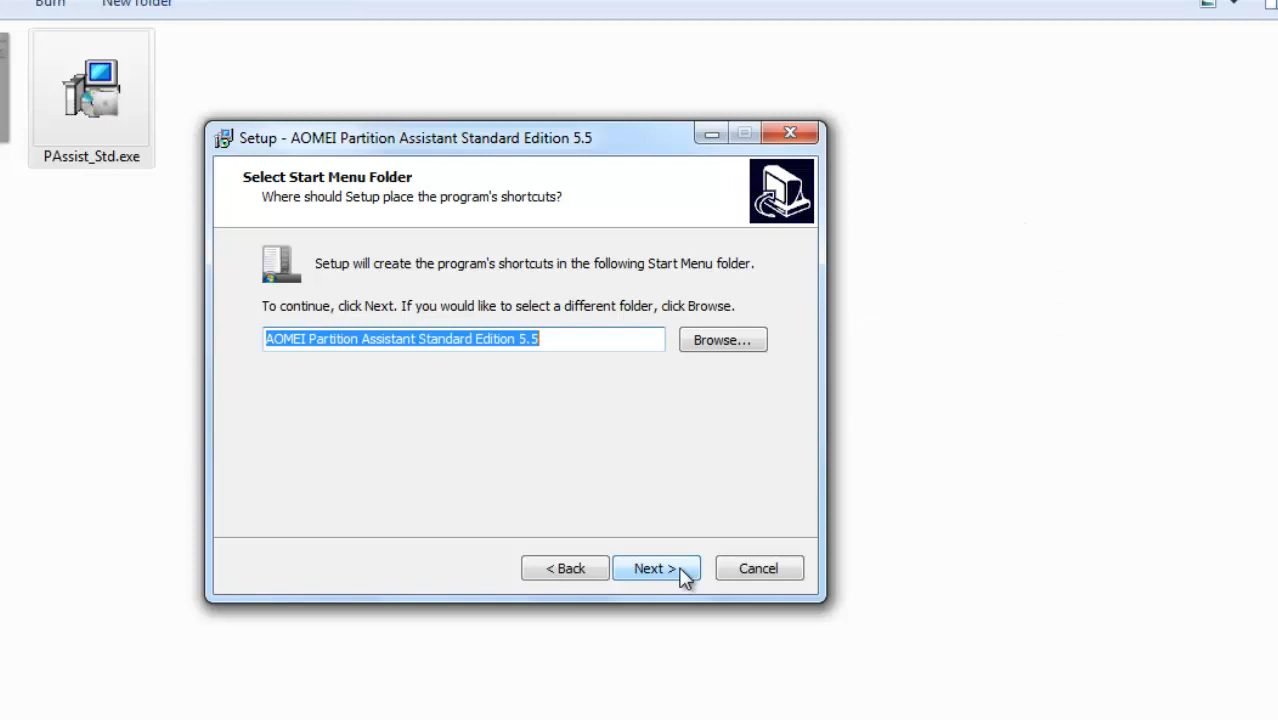 Burn New folder
PAssist_Std.exe
Setup - AOMEI Partition Assistant Standard Edition 5.5
Select Start Menu Folder
Where should Setup place the program's shortcuts?
Setup will create the program's shortcuts in the following Start Menu folder.
To continue, click Next. If you would like to select a different folder, click Browse.
AOMEI Partition Assistant Standard Edition 5.5
Browse...
< Back Next > Cancel